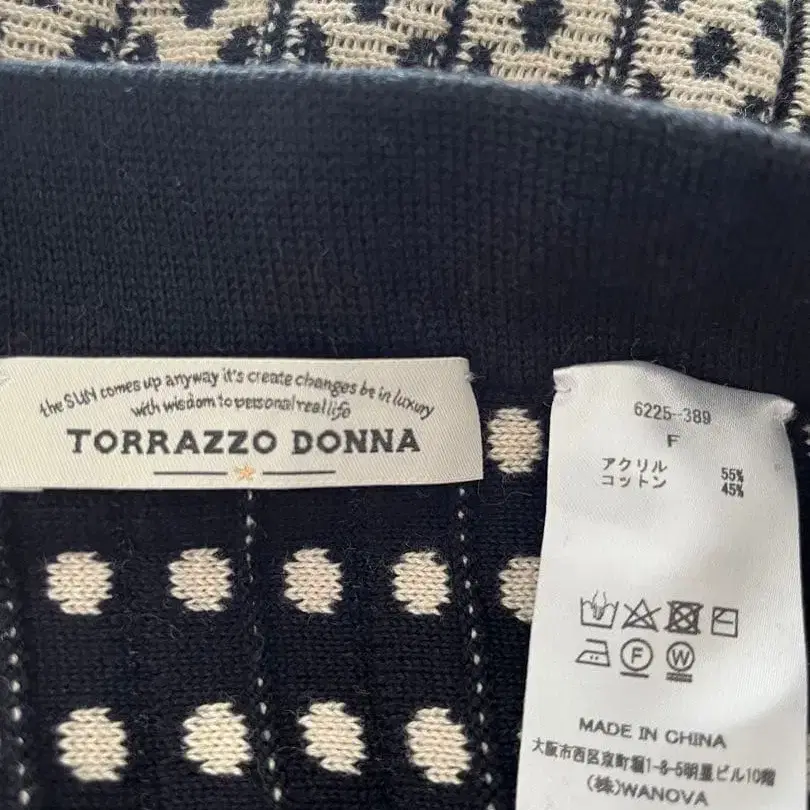 the SUN comes up anyway it's create changes be in luxury
with wisdom to personal real life
TORRAZZO DONNA
6225-389
F
アクリル 55%
コットン 45%
F W
MADE IN CHINA
大阪市西区京町堀1-8-5明星ビル10階
(株)WANOVA